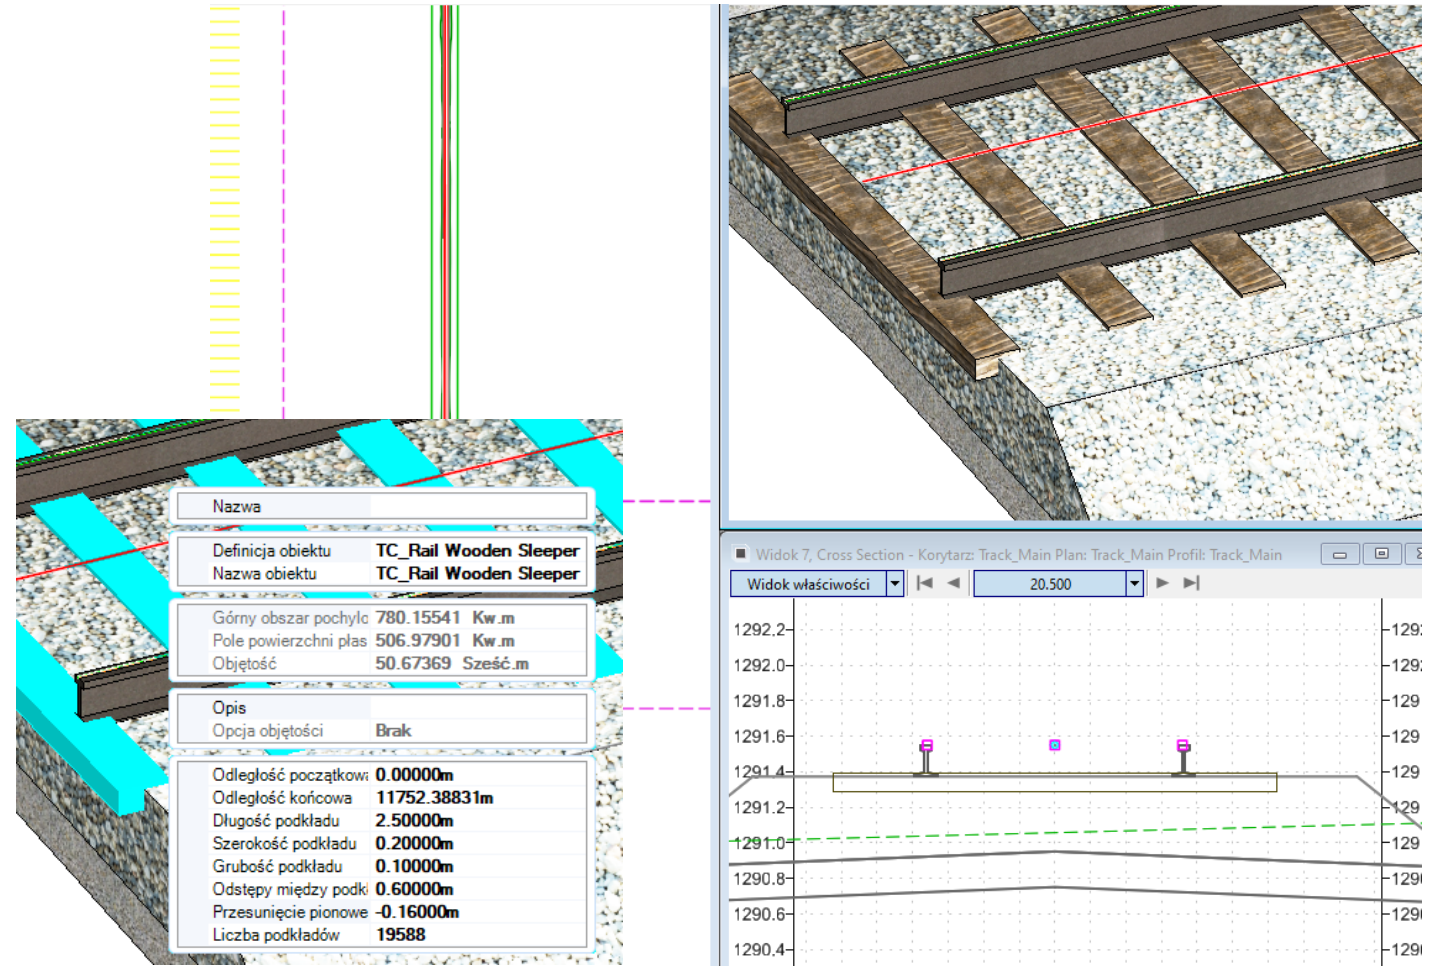 Nazwa
Definicja obiektu TC_Rail Wooden Sleeper
Nazwa obiektu TC_Rail Wooden Sleeper
Górny obszar pochylo 780.15541 Kw.m
Pole powierzchni płas 506.97901 Kw.m
Objętość 50.67369 Sześć.m
Opis
Opcja objętości Brak
Odległość początkowa 0.00000m
Odległość końcowa 11752.38831m
Długość podkładu 2.50000m
Szerokość podkładu 0.20000m
Grubość podkładu 0.10000m
Odstępy między podkł 0.60000m
Przesunięcie pionowe -0.16000m
Liczba podkładów 19588
Widok 7, Cross Section - Korytarz: Track_Main Plan: Track_Main Profil: Track_Main
Widok właściwości 20.500
1292.2
1292.0
1291.8
1291.6
1291.4
1291.2
1291.0
1290.8
1290.6
1290.4